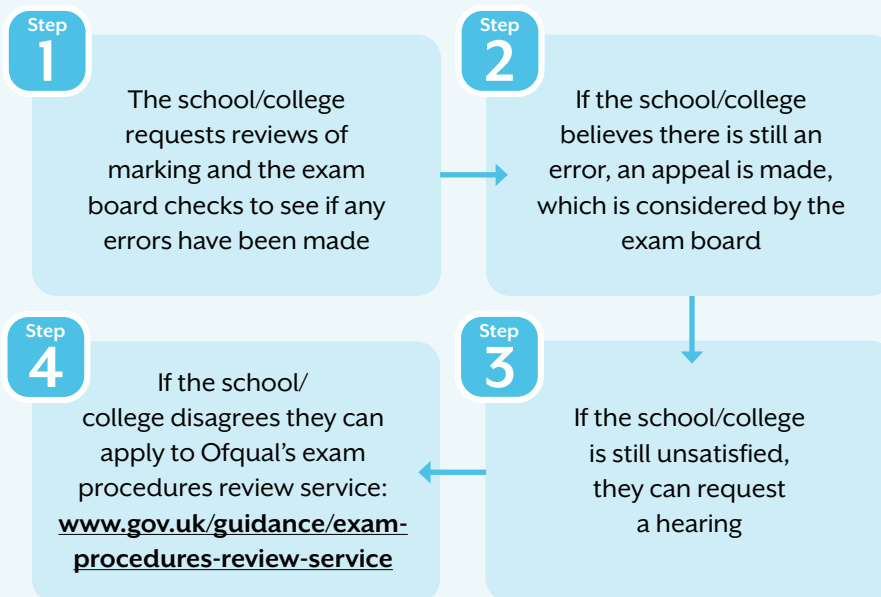 Step
1
The school/college
requests reviews of
marking and the exam
board checks to see if any
errors have been made
Step
2
If the school/college
believes there is still an
error, an appeal is made,
which is considered by the
exam board
Step
3
If the school/college
is still unsatisfied,
they can request
a hearing
Step
4
If the school/
college disagrees they can
apply to Ofqual’s exam
procedures review service:
www.gov.uk/guidance/exam-
procedures-review-service